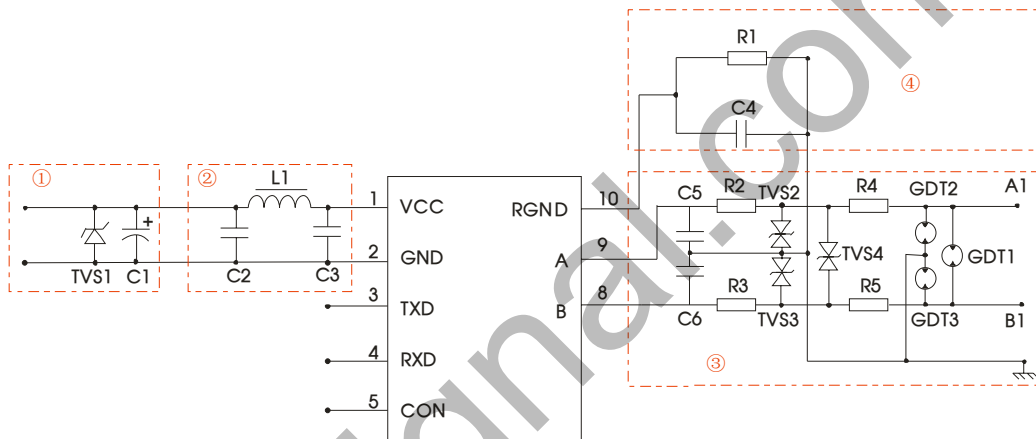 R1
④
C4
①
②
L1
1 VCC
RGND 10
C5 R2 TVS2 R4 GDT2 A1
9
A
2 GND
TVS4
GDT1
TVS1 C1 C2 C3
3 TXD
B 8
C6 R3 TVS3 R5 GDT3 B1
4 RXD
③
5 CON
ignal.com